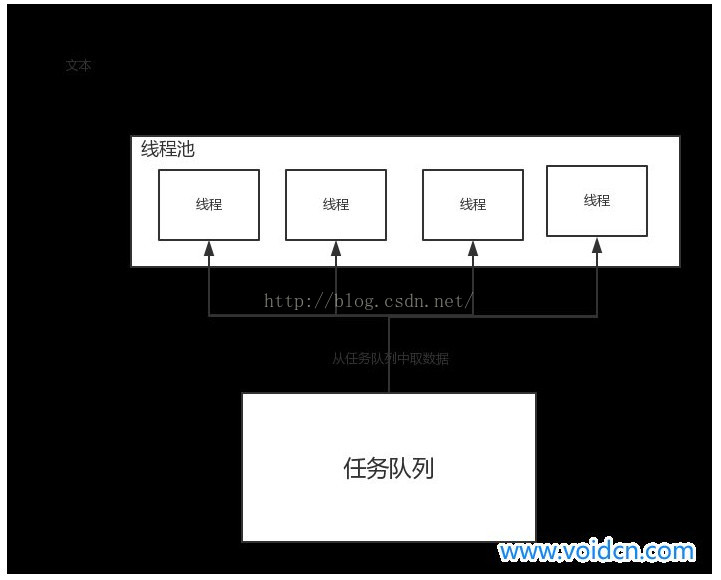 文本
线程池
线程
线程
线程
线程
http://blog.csdn.net/
从任务队列中取数据
任务队列
www.voidcn.com